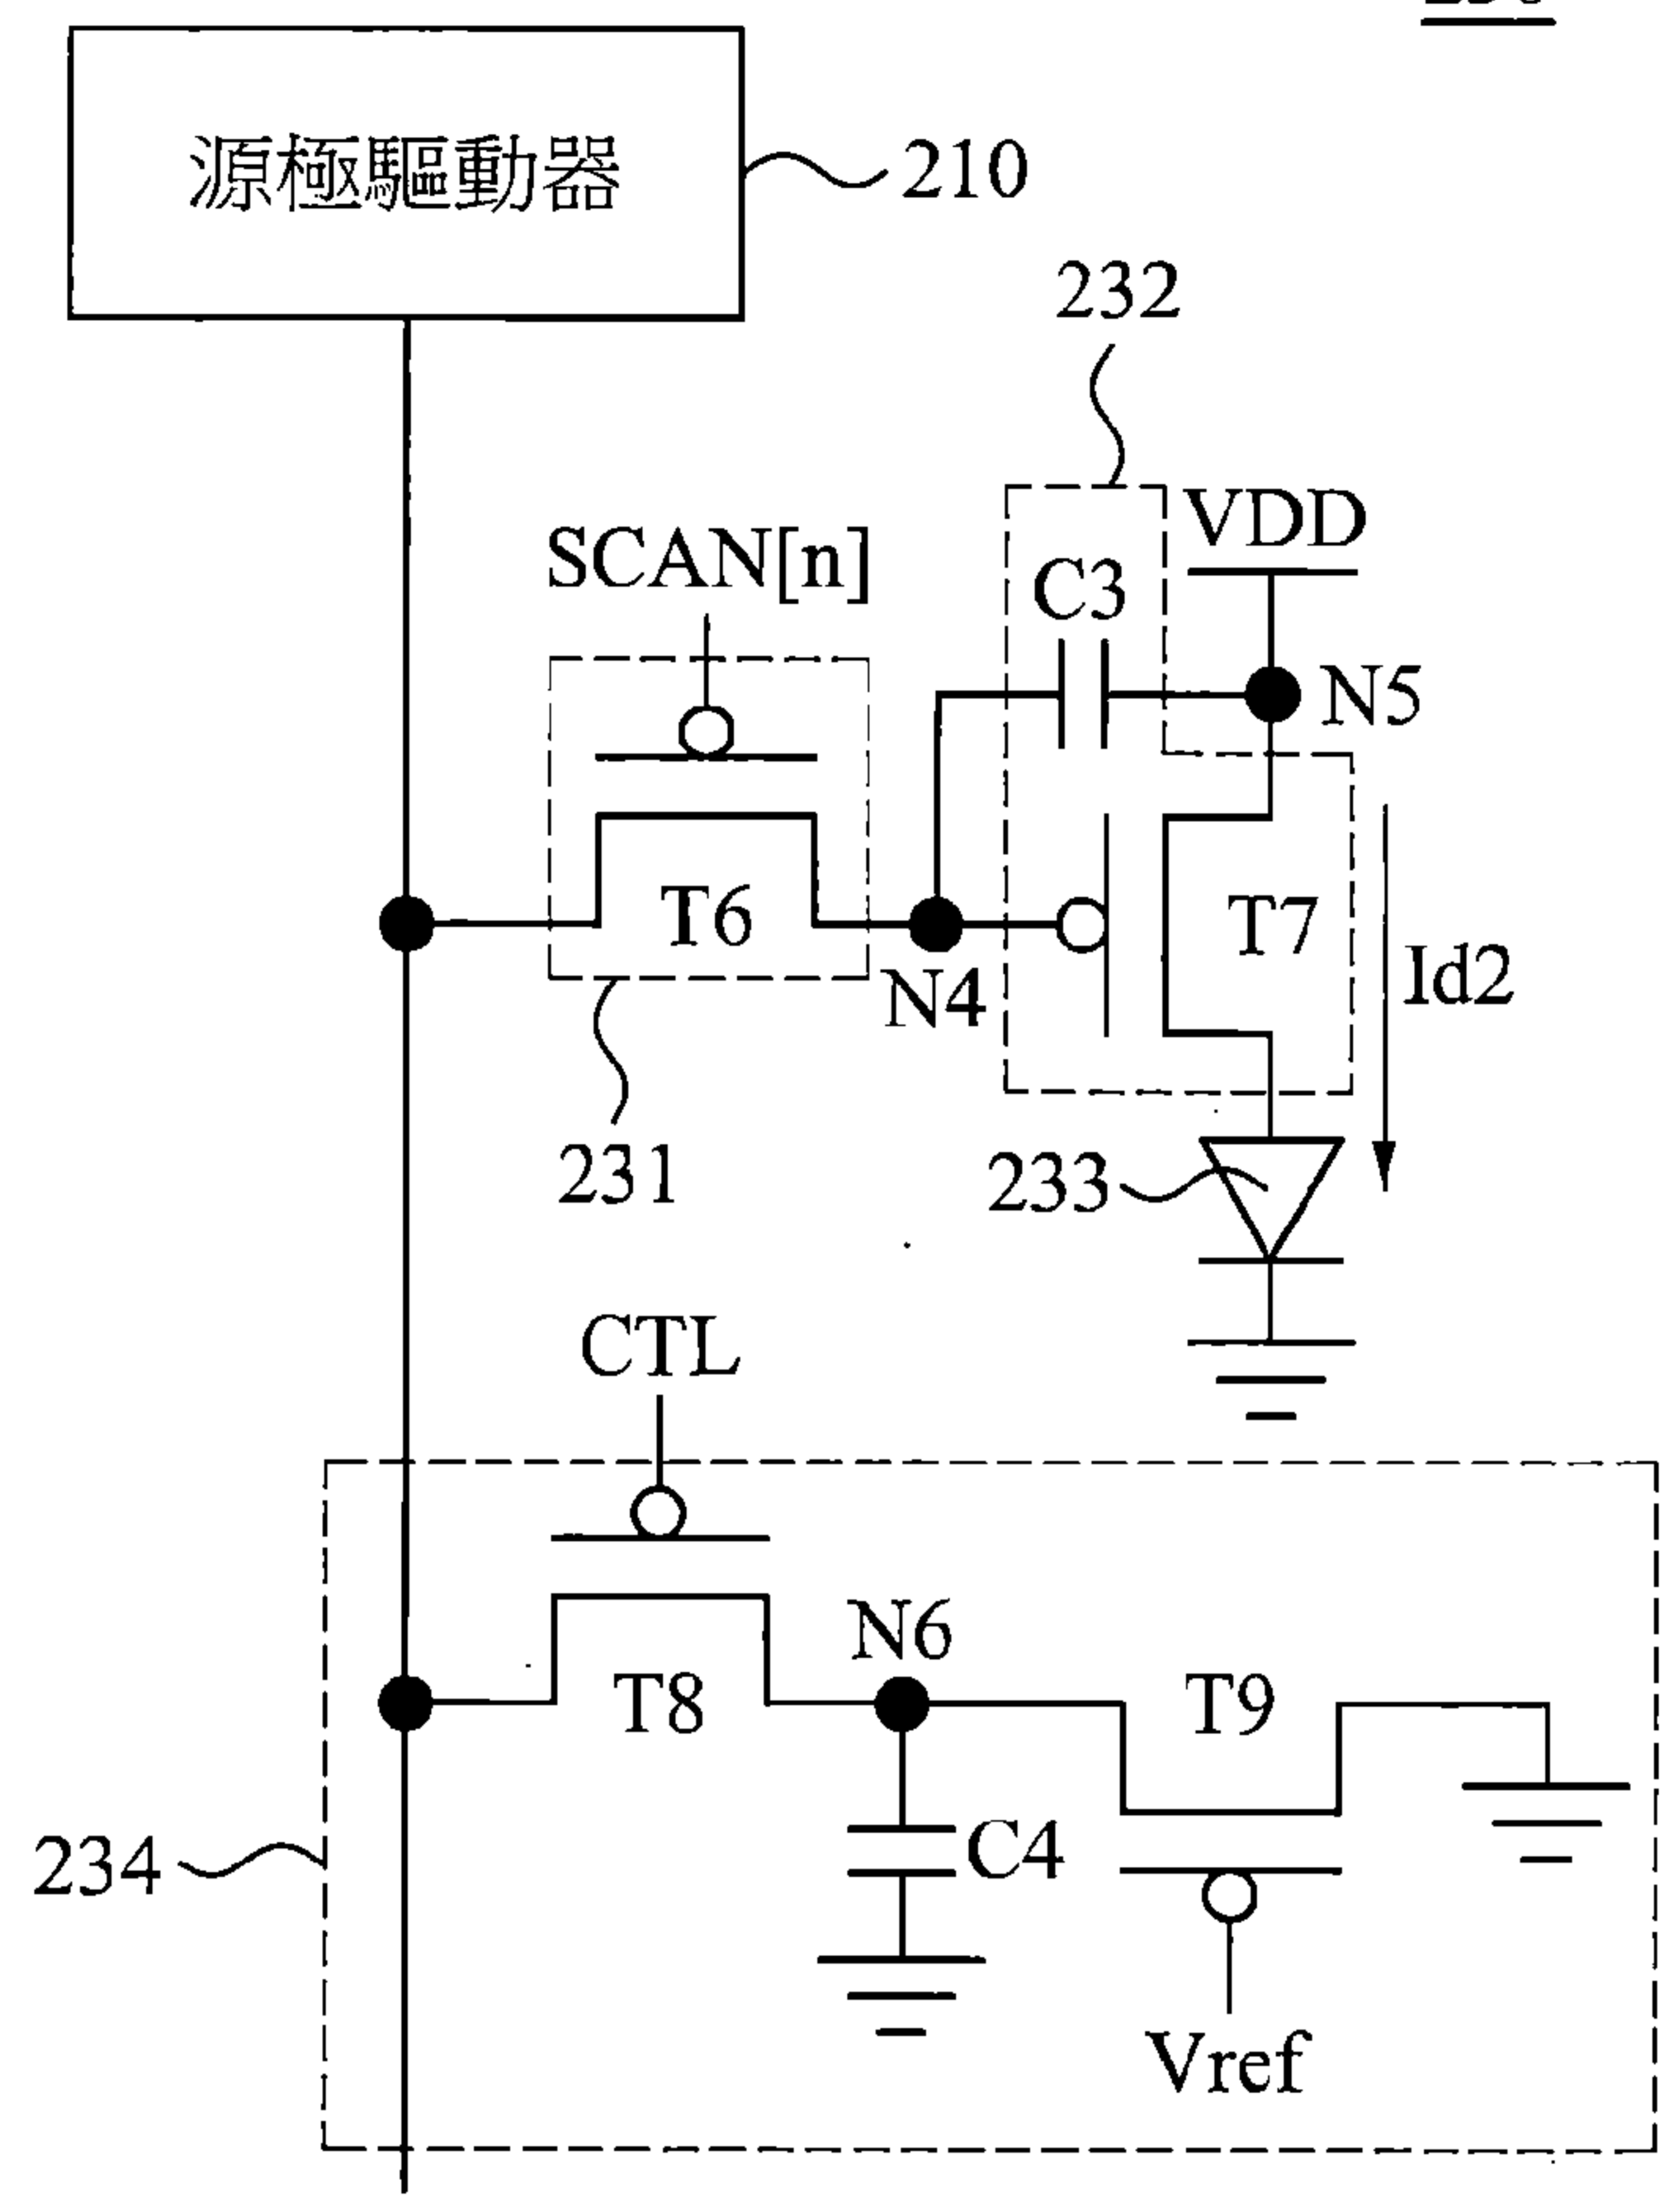 源極驅動器
210
232
VDD
SCAN[n]
C3
N5
T6
T7
N4
Id2
231
233
CTL
N6
T8
T9
234
C4
Vref